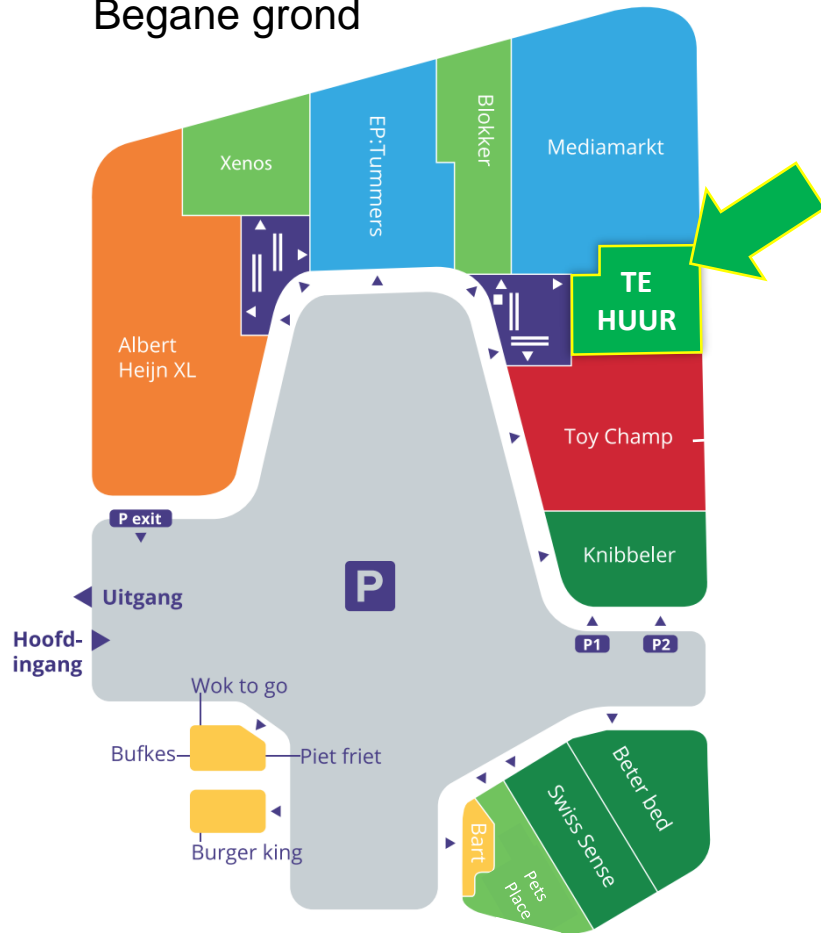 Begane grond
Xenos
EP:Tummers
Blokker
Mediamarkt
TE
HUUR
Albert
Heijn XL
Toy Champ
Knibbeler
P exit
P
Uitgang
Hoofd-
ingang
P1
P2
Wok to go
Bufkes
Piet friet
Burger king
Bart
Pets
Place
Swiss Sense
Beter bed